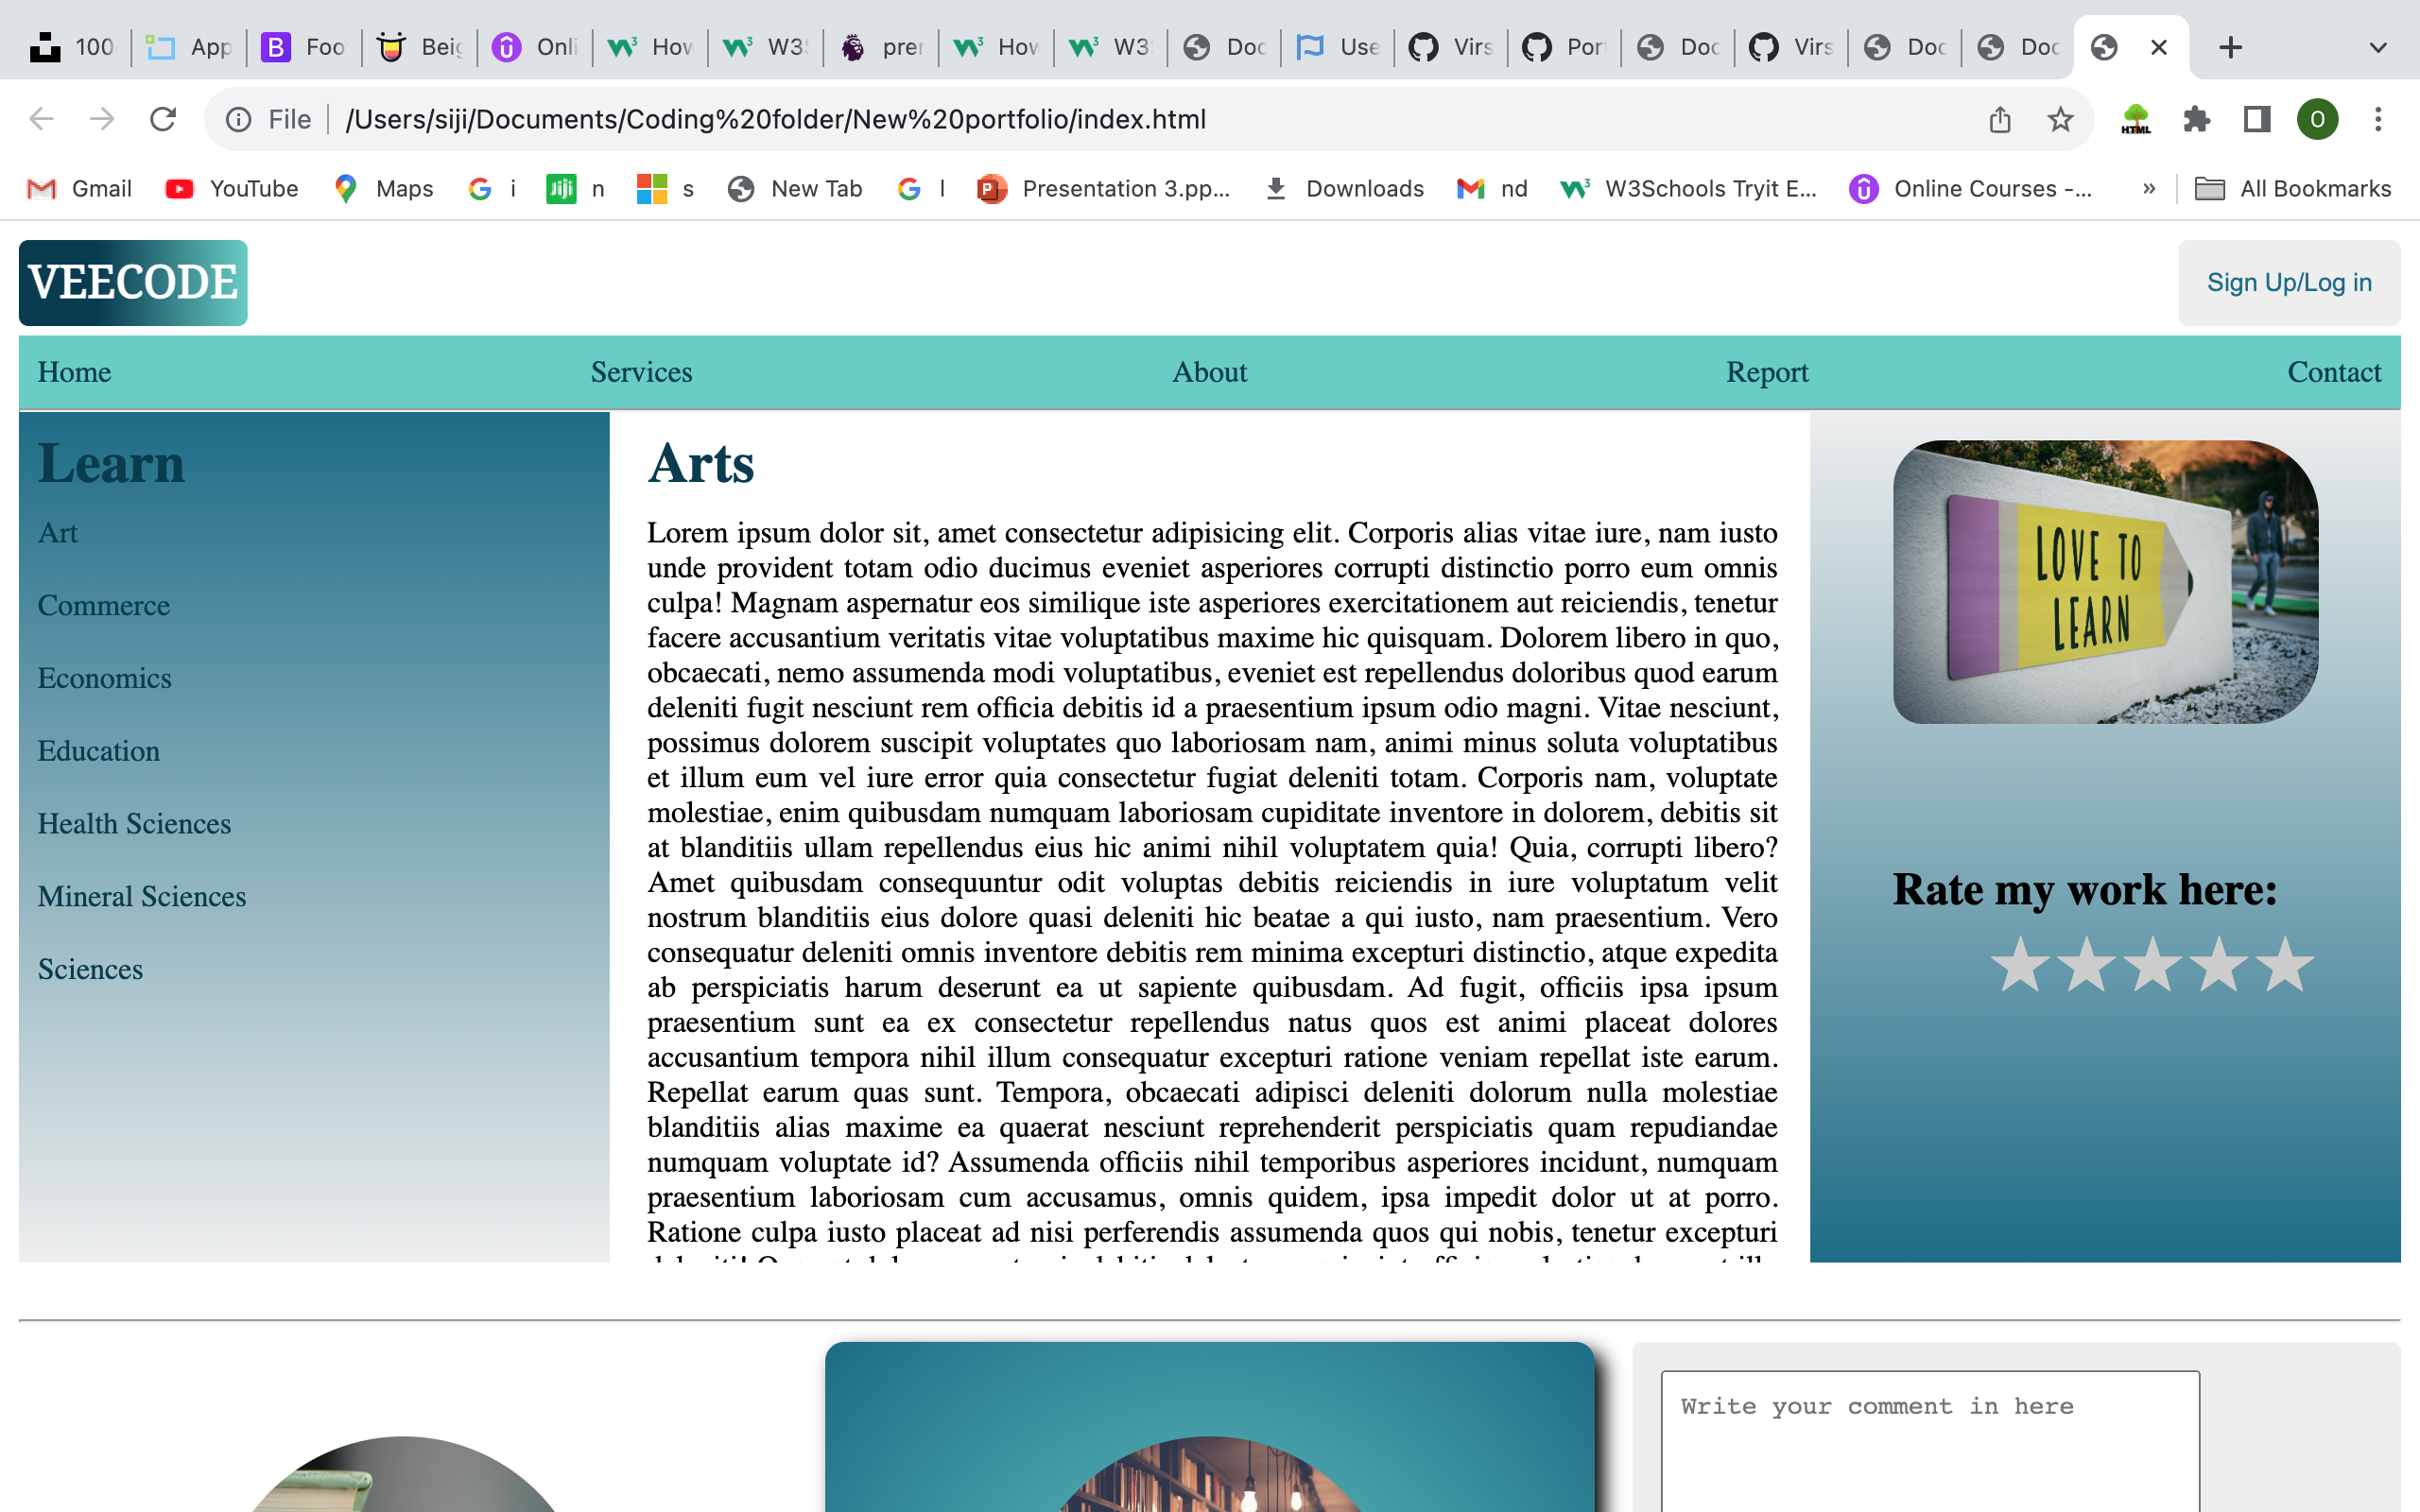 100 App Foo Beig Onli How W3S prer How W3S Doc Use Virs Port Doc Virs Doc Doc
File /Users/siji/Documents/Coding%20folder/New%20portfolio/index.html HTML O
Gmail YouTube Maps i Jiji n s New Tab l Presentation 3.pp... Downloads nd W3Schools Tryit E... Online Courses -... » All Bookmarks
VEECODE
Sign Up/Log in
Home Services About Report Contact
Learn
Art
Commerce
Economics
Education
Health Sciences
Mineral Sciences
Sciences
Arts
Lorem ipsum dolor sit, amet consectetur adipisicing elit. Corporis alias vitae iure, nam iusto
unde provident totam odio ducimus eveniet asperiores corrupti distinctio porro eum omnis
culpa! Magnam aspernatur eos similique iste asperiores exercitationem aut reiciendis, tenetur
facere accusantium veritatis vitae voluptatibus maxime hic quisquam. Dolorem libero in quo,
obcaecati, nemo assumenda modi voluptatibus, eveniet est repellendus doloribus quod earum
deleniti fugit nesciunt rem officia debitis id a praesentium ipsum odio magni. Vitae nesciunt,
possimus dolorem suscipit voluptates quo laboriosam nam, animi minus soluta voluptatibus
et illum eum vel iure error quia consectetur fugiat deleniti totam. Corporis nam, voluptate
molestiae, enim quibusdam numquam laboriosam cupiditate inventore in dolorem, debitis sit
at blanditiis ullam repellendus eius hic animi nihil voluptatem quia! Quia, corrupti libero?
Amet quibusdam consequuntur odit voluptas debitis reiciendis in iure voluptatum velit
nostrum blanditiis eius dolore quasi deleniti hic beatae a qui iusto, nam praesentium. Vero
consequatur deleniti omnis inventore debitis rem minima excepturi distinctio, atque expedita
ab perspiciatis harum deserunt ea ut sapiente quibusdam. Ad fugit, officiis ipsa ipsum
praesentium sunt ea ex consectetur repellendus natus quos est animi placeat dolores
accusantium tempora nihil illum consequatur excepturi ratione veniam repellat iste earum.
Repellat earum quas sunt. Tempora, obcaecati adipisci deleniti dolorum nulla molestiae
blanditiis alias maxime ea quaerat nesciunt reprehenderit perspiciatis quam repudiandae
numquam voluptate id? Assumenda officiis nihil temporibus asperiores incidunt, numquam
praesentium laboriosam cum accusamus, omnis quidem, ipsa impedit dolor ut at porro.
Ratione culpa iusto placeat ad nisi perferendis assumenda quos qui nobis, tenetur excepturi
LOVE TO
LEARN
Rate my work here:
Write your comment in here